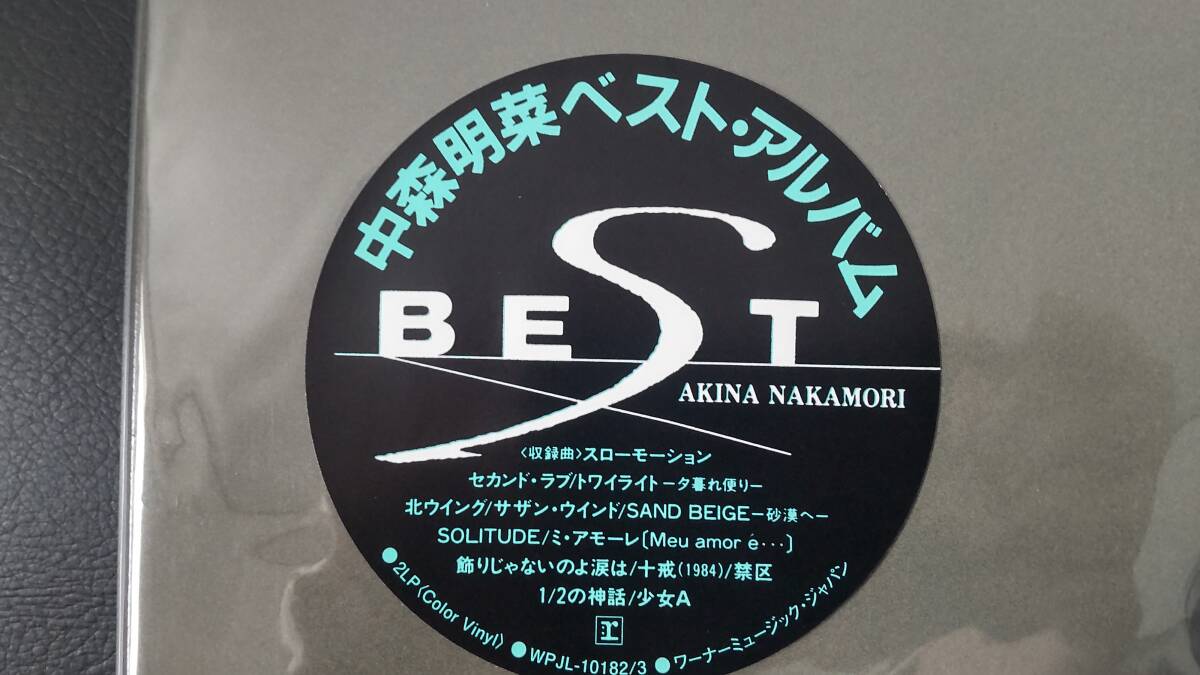 中森明菜ベスト・アルバム
BEST
AKINA NAKAMORI
〈収録曲〉スローモーション
セカンド・ラブ/トワイライト－夕暮れ便り－
北ウイング/サザン・ウインド/SAND BEIGE－砂漠へ－
SOLITUDE/ミ・アモーレ〔Meu amor é･･･〕
飾りじゃないのよ涙は/十戒(1984)/禁区
1/2の神話/少女A
r
●2LP〈Color Vinyl〉●WPJL-10182/3●ワーナーミュージック・ジャパン